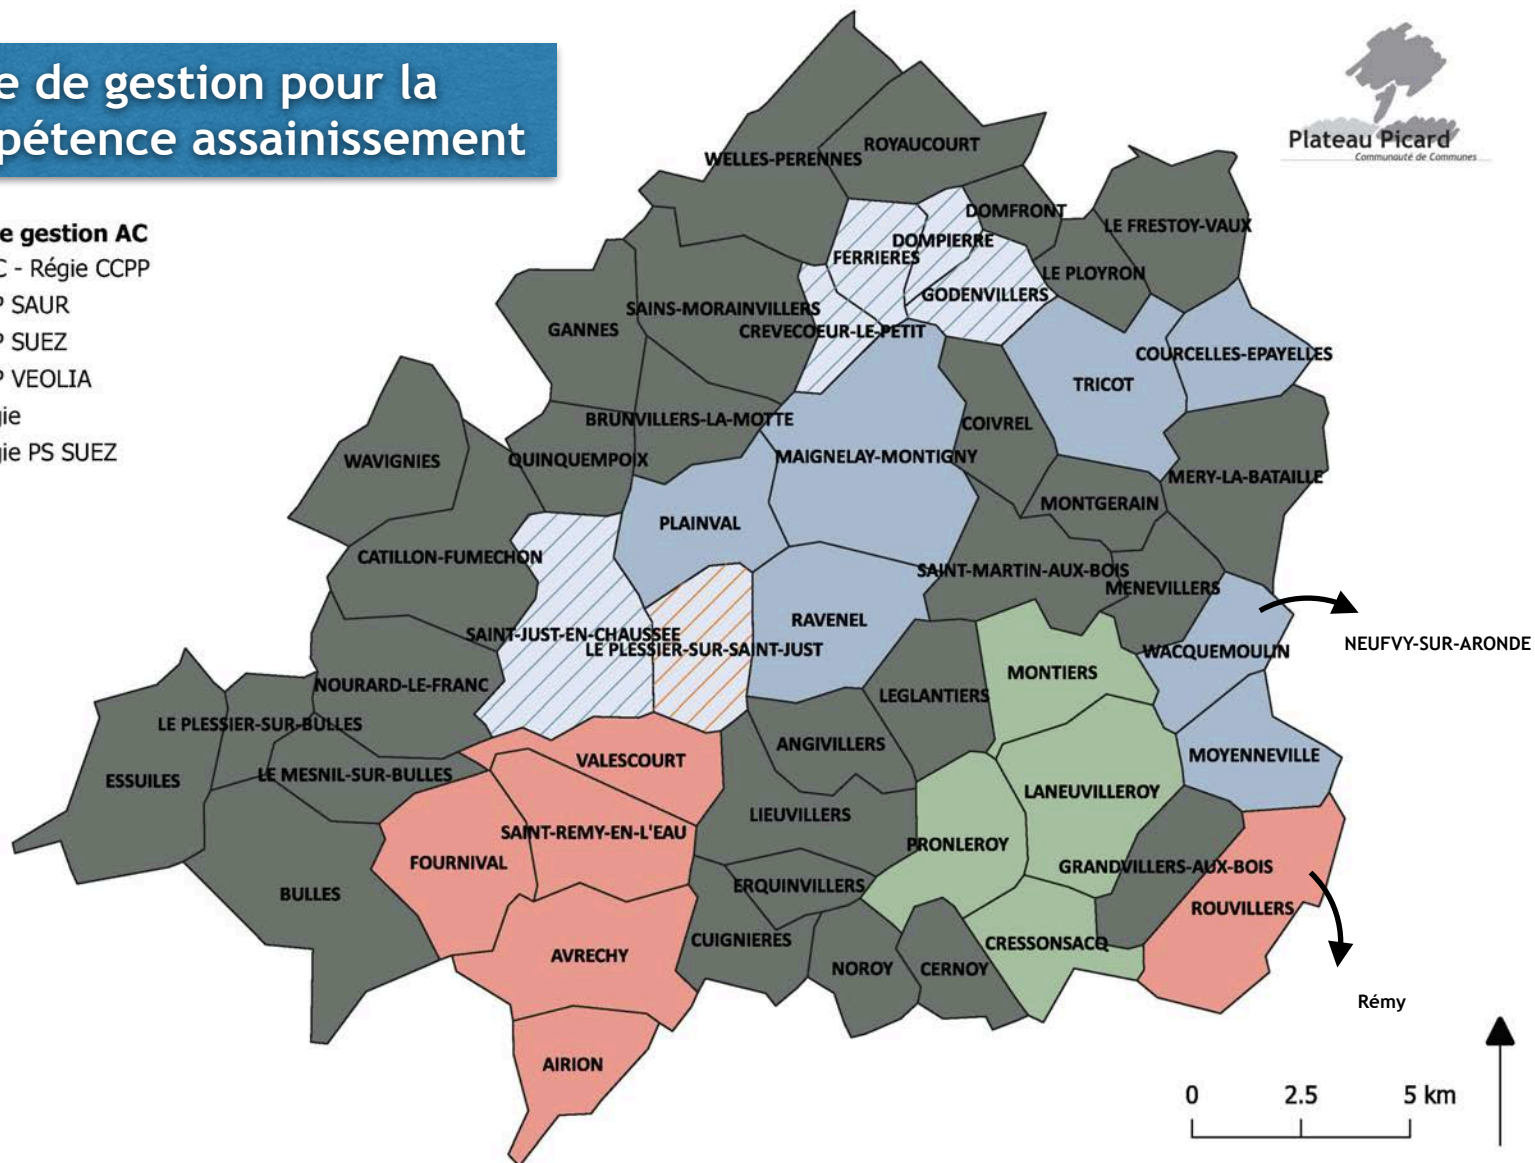 e de gestion pour la
pétence assainissement
Plateau Picard
Communauté de Communes
e gestion AC
C - Régie CCPP
P SAUR
P SUEZ
P VEOLIA
gie
gie PS SUEZ
WELLES-PERENNES
ROYAUCOURT
DOMFRONT
LE FRESTOY-VAUX
DOMPIERRE
FERRIERES
LE PLOYRON
GODENVILLERS
SAINS-MORAINVILLERS
GANNES
CREVECOEUR-LE-PETIT
COURCELLES-EPAYELLES
TRICOT
BRUNVILLERS-LA-MOTTE
COIVREL
WAVIGNIES
QUINQUEMPOIX
MAIGNELAY-MONTIGNY
MERY-LA-BATAILLE
MONTGERAIN
PLAINVAL
CATILLON-FUMECHON
SAINT-MARTIN-AUX-BOIS
MENEVILLERS
RAVENEL
SAINT-JUST-EN-CHAUSSEE
LE PLESSIER-SUR-SAINT-JUST
WACQUEMOULIN
NEUFVY-SUR-ARONDE
MONTIERS
NOURARD-LE-FRANC
LEGLANTIERS
LE PLESSIER-SUR-BULLES
ANGIVILLERS
MOYENNEVILLE
VALESCOURT
LE MESNIL-SUR-BULLES
ESSUILES
LANEUVILLEROY
LIEUVILLERS
SAINT-REMY-EN-L'EAU
PRONLEROY
FOURNIVAL
GRANDVILLERS-AUX-BOIS
ERQUINVILLERS
BULLES
ROUVILLERS
CUIGNIERES
CRESSONSACQ
AVRECHY
NOROY
CERNOY
Rémy
AIRION
0 2.5 5 km